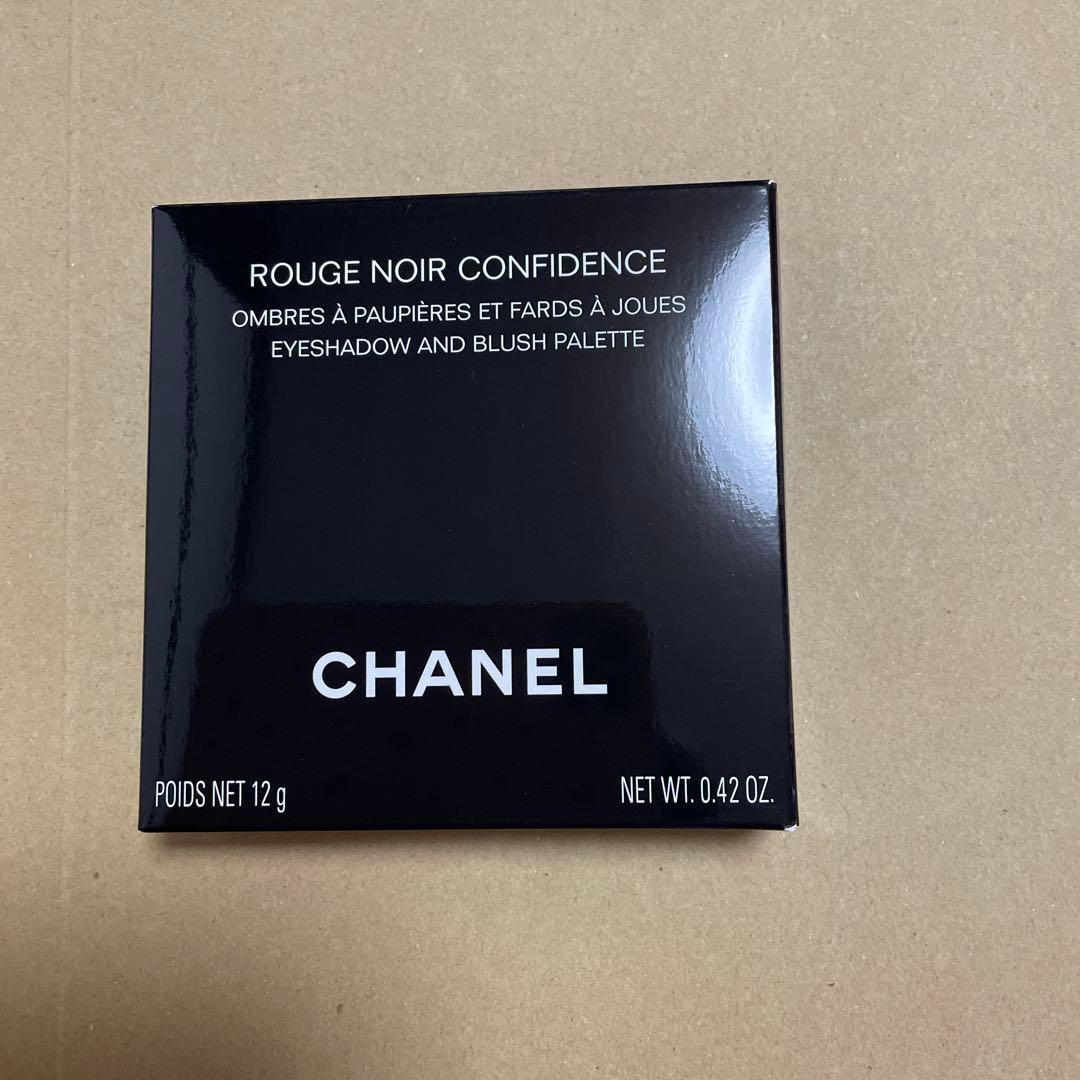 ROUGE NOIR CONFIDENCE
OMBRES À PAUPIÈRES ET FARDS À JOUES
EYESHADOW AND BLUSH PALETTE
CHANEL
POIDS NET 12 g
NET WT. 0.42 OZ.